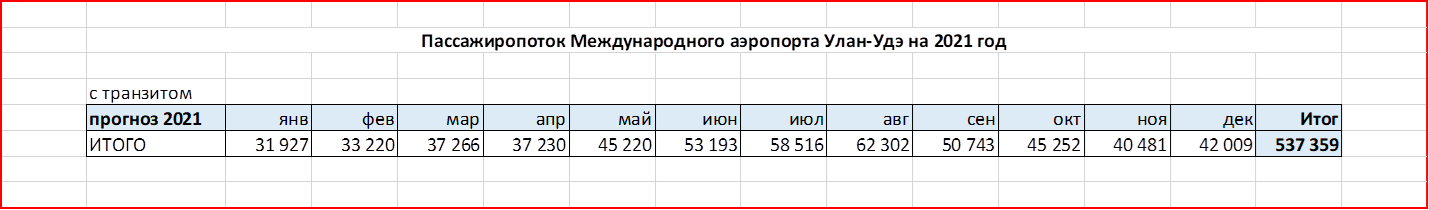 Пассажиропоток Международного аэропорта Улан-Удэ на 2021 год
с транзитом
прогноз 2021 янв фев мар апр май июн июл авг сен окт ноя дек Итог
ИТОГО 31 927 33 220 37 266 37 230 45 220 53 193 58 516 62 302 50 743 45 252 40 481 42 009 537 359